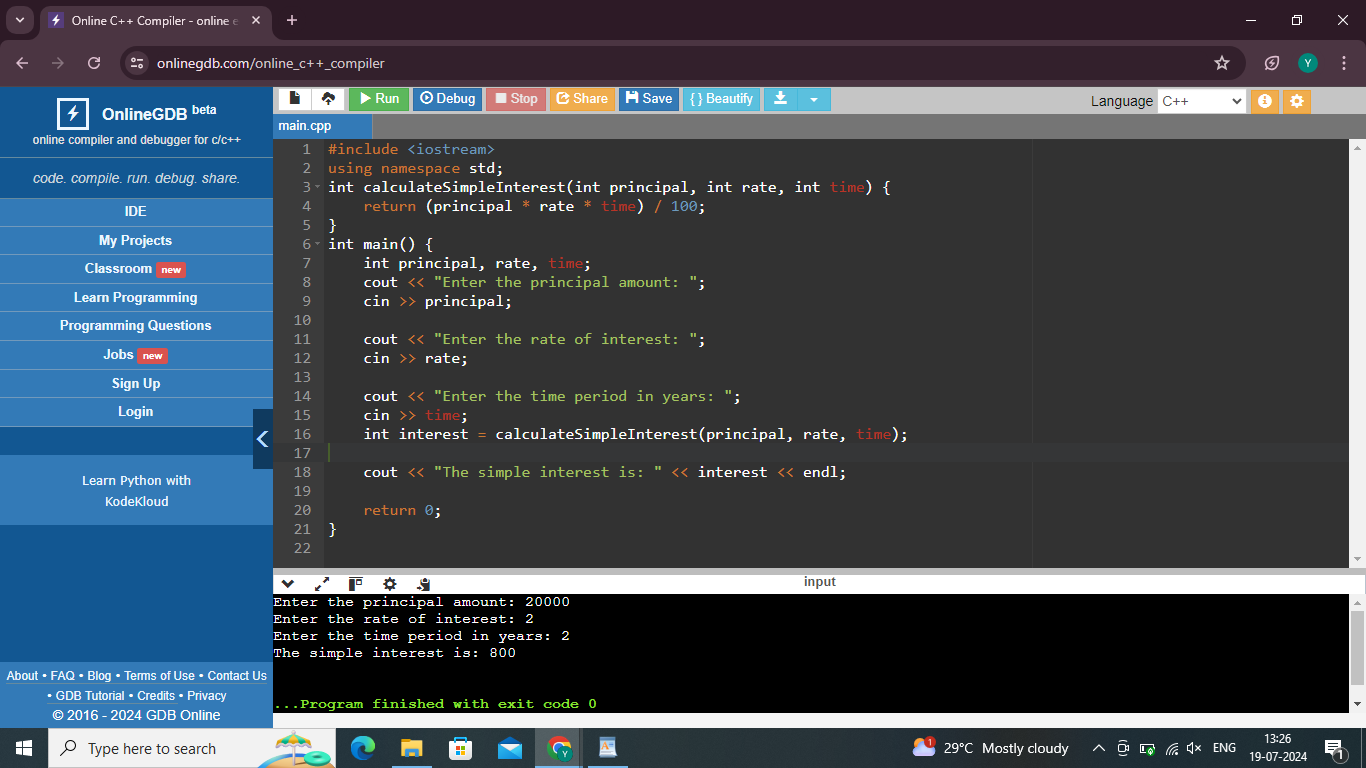 Online C++ Compiler - online e
onlinegdb.com/online_c++_compiler
Y
OnlineGDB beta
online compiler and debugger for c/c++
code. compile. run. debug. share.
IDE
My Projects
Classroom new
Learn Programming
Programming Questions
Jobs new
Sign Up
Login
Learn Python with
KodeKloud
About • FAQ • Blog • Terms of Use • Contact Us
• GDB Tutorial • Credits • Privacy
© 2016 - 2024 GDB Online
Run Debug Stop Share Save {} Beautify
Language C++
main.cpp
1 #include <iostream>
2 using namespace std;
3 int calculateSimpleInterest(int principal, int rate, int time) {
4 return (principal * rate * time) / 100;
5 }
6 int main() {
7 int principal, rate, time;
8 cout << "Enter the principal amount: ";
9 cin >> principal;
10
11 cout << "Enter the rate of interest: ";
12 cin >> rate;
13
14 cout << "Enter the time period in years: ";
15 cin >> time;
16 int interest = calculateSimpleInterest(principal, rate, time);
17
18 cout << "The simple interest is: " << interest << endl;
19
20 return 0;
21 }
22
input
Enter the principal amount: 20000
Enter the rate of interest: 2
Enter the time period in years: 2
The simple interest is: 800
...Program finished with exit code 0
Type here to search
Y
1
29°C Mostly cloudy
ENG
13:26
19-07-2024
1